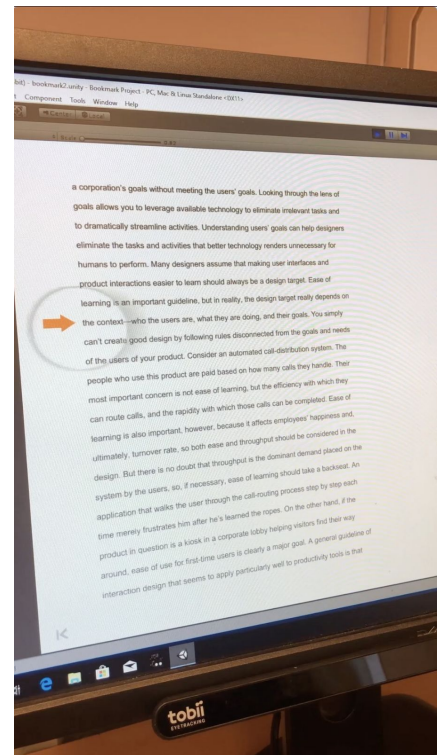 bit) - bookmark2.unity - Bookmark Project - PC, Mac & Linux Standalone <DX11>
Component Tools Window Help
Center Local
Scale
a corporation's goals without meeting the users' goals. Looking through the lens of
goals allows you to leverage available technology to eliminate irrelevant tasks and
to dramatically streamline activities. Understanding users' goals can help designers
eliminate the tasks and activities that better technology renders unnecessary for
humans to perform. Many designers assume that making user interfaces and
product interactions easier to learn should always be a design target. Ease of
learning is an important guideline, but in reality, the design target really depends on
the context—who the users are, what they are doing, and their goals. You simply
can't create good design by following rules disconnected from the goals and needs
of the users of your product. Consider an automated call-distribution system. The
people who use this product are paid based on how many calls they handle. Their
most important concern is not ease of learning, but the efficiency with which they
can route calls, and the rapidity with which those calls can be completed. Ease of
learning is also important, however, because it affects employees' happiness and,
ultimately, turnover rate, so both ease and throughput should be considered in the
design. But there is no doubt that throughput is the dominant demand placed on the
system by the users, so, if necessary, ease of learning should take a backseat. An
application that walks the user through the call-routing process step by step each
time merely frustrates him after he's learned the ropes. On the other hand, if the
product in question is a kiosk in a corporate lobby helping visitors find their way
around, ease of use for first-time users is clearly a major goal. A general guideline of
interaction design that seems to apply particularly well to productivity tools is that
tobii
EYETRACKING